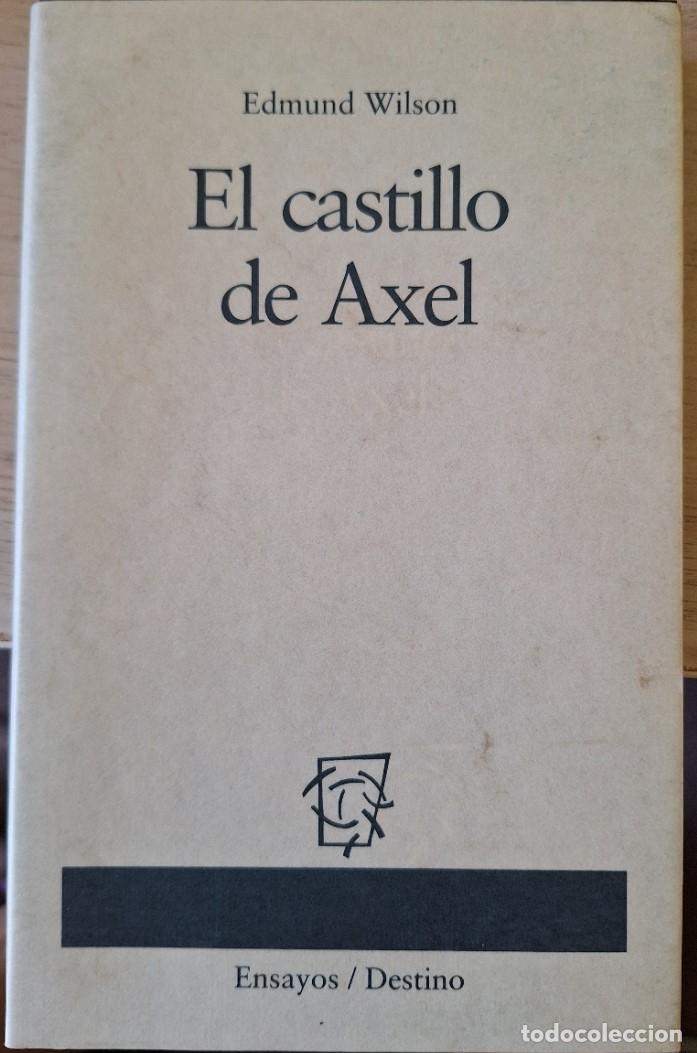 Edmund Wilson
El castillo
de Axel
Ensayos / Destino
todocoleccion